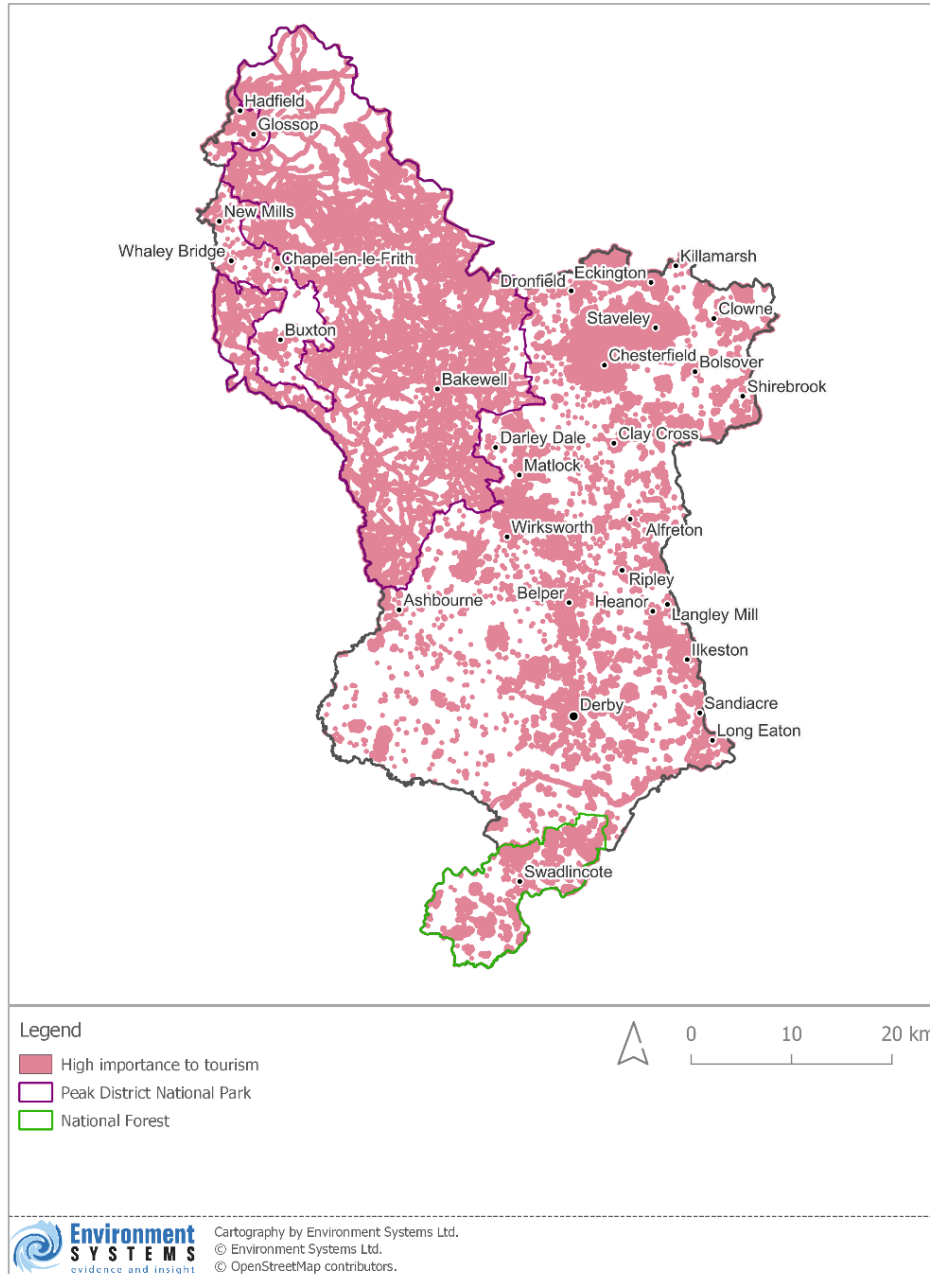 Hadfield
Glossop
New Mills
Whaley Bridge
Chapel-en-le-Frith
Killamarsh
Eckington
Dronfield
Clowne
Staveley
Buxton
Chesterfield
Bolsover
Bakewell
Shirebrook
Darley Dale
Clay Cross
Matlock
Wirksworth
Alfreton
Ripley
Belper
Heanor
Ashbourne
Langley Mill
Ilkeston
Derby
Sandiacre
Long Eaton
Swadlincote
Legend
High importance to tourism
Peak District National Park
National Forest
0 10 20 km
Environment
SYSTEMS
evidence and insight
Cartography by Environment Systems Ltd.
© Environment Systems Ltd.
© OpenStreetMap contributors.